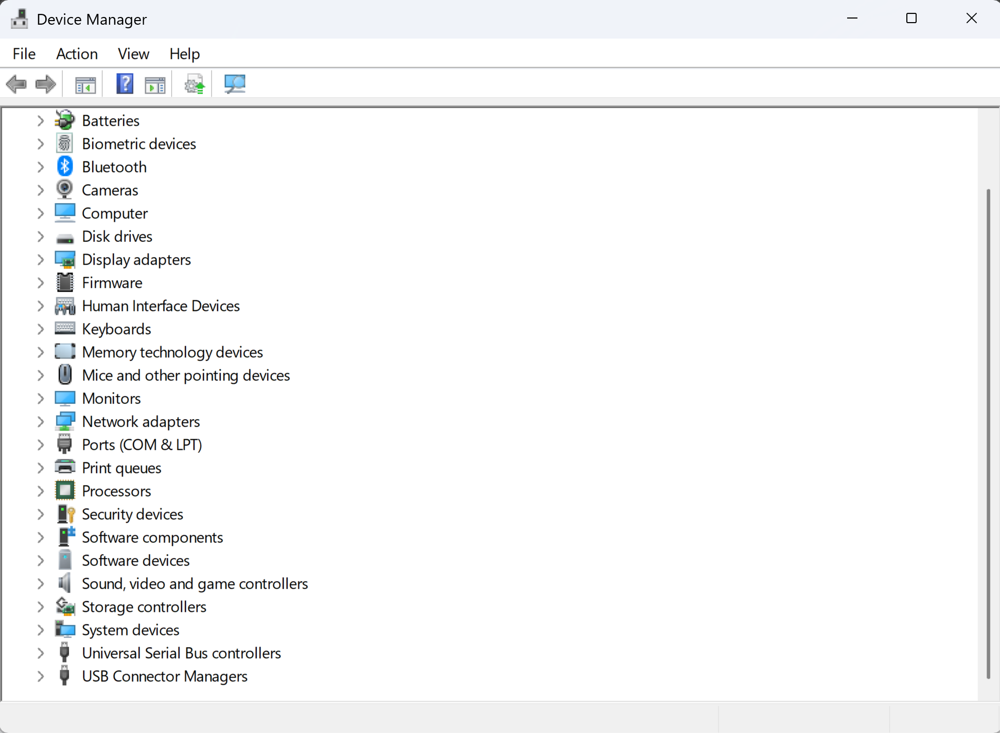 Device Manager
File Action View Help
Batteries
Biometric devices
Bluetooth
Cameras
Computer
Disk drives
Display adapters
Firmware
Human Interface Devices
Keyboards
Memory technology devices
Mice and other pointing devices
Monitors
Network adapters
Ports (COM & LPT)
Print queues
Processors
Security devices
Software components
Software devices
Sound, video and game controllers
Storage controllers
System devices
Universal Serial Bus controllers
USB Connector Managers